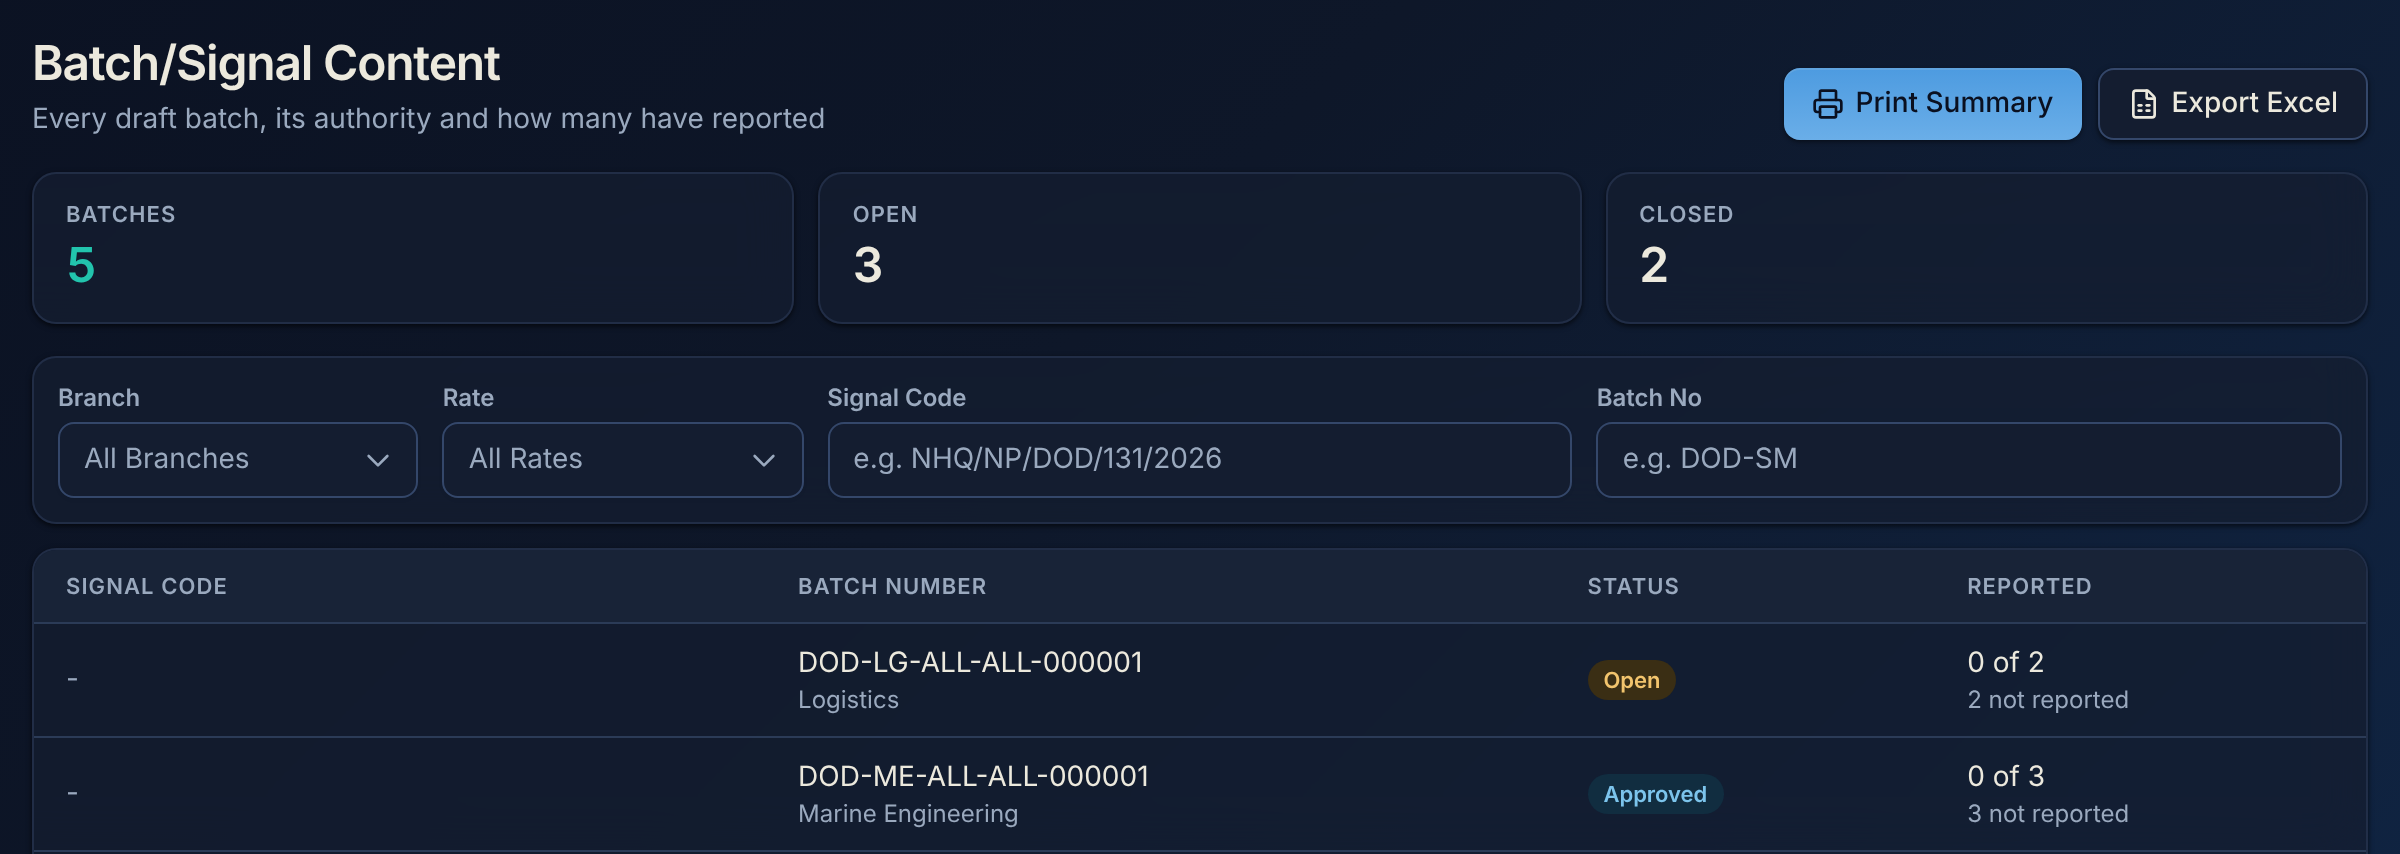 Batch/Signal Content
Every draft batch, its authority and how many have reported
Print Summary
Export Excel
BATCHES
5
OPEN
3
CLOSED
2
Branch
Rate
Signal Code
Batch No
All Branches
All Rates
e.g. NHQ/NP/DOD/131/2026
e.g. DOD-SM
SIGNAL CODE
BATCH NUMBER
STATUS
REPORTED
-
DOD-LG-ALL-ALL-000001
Logistics
Open
0 of 2
2 not reported
-
DOD-ME-ALL-ALL-000001
Marine Engineering
Approved
0 of 3
3 not reported